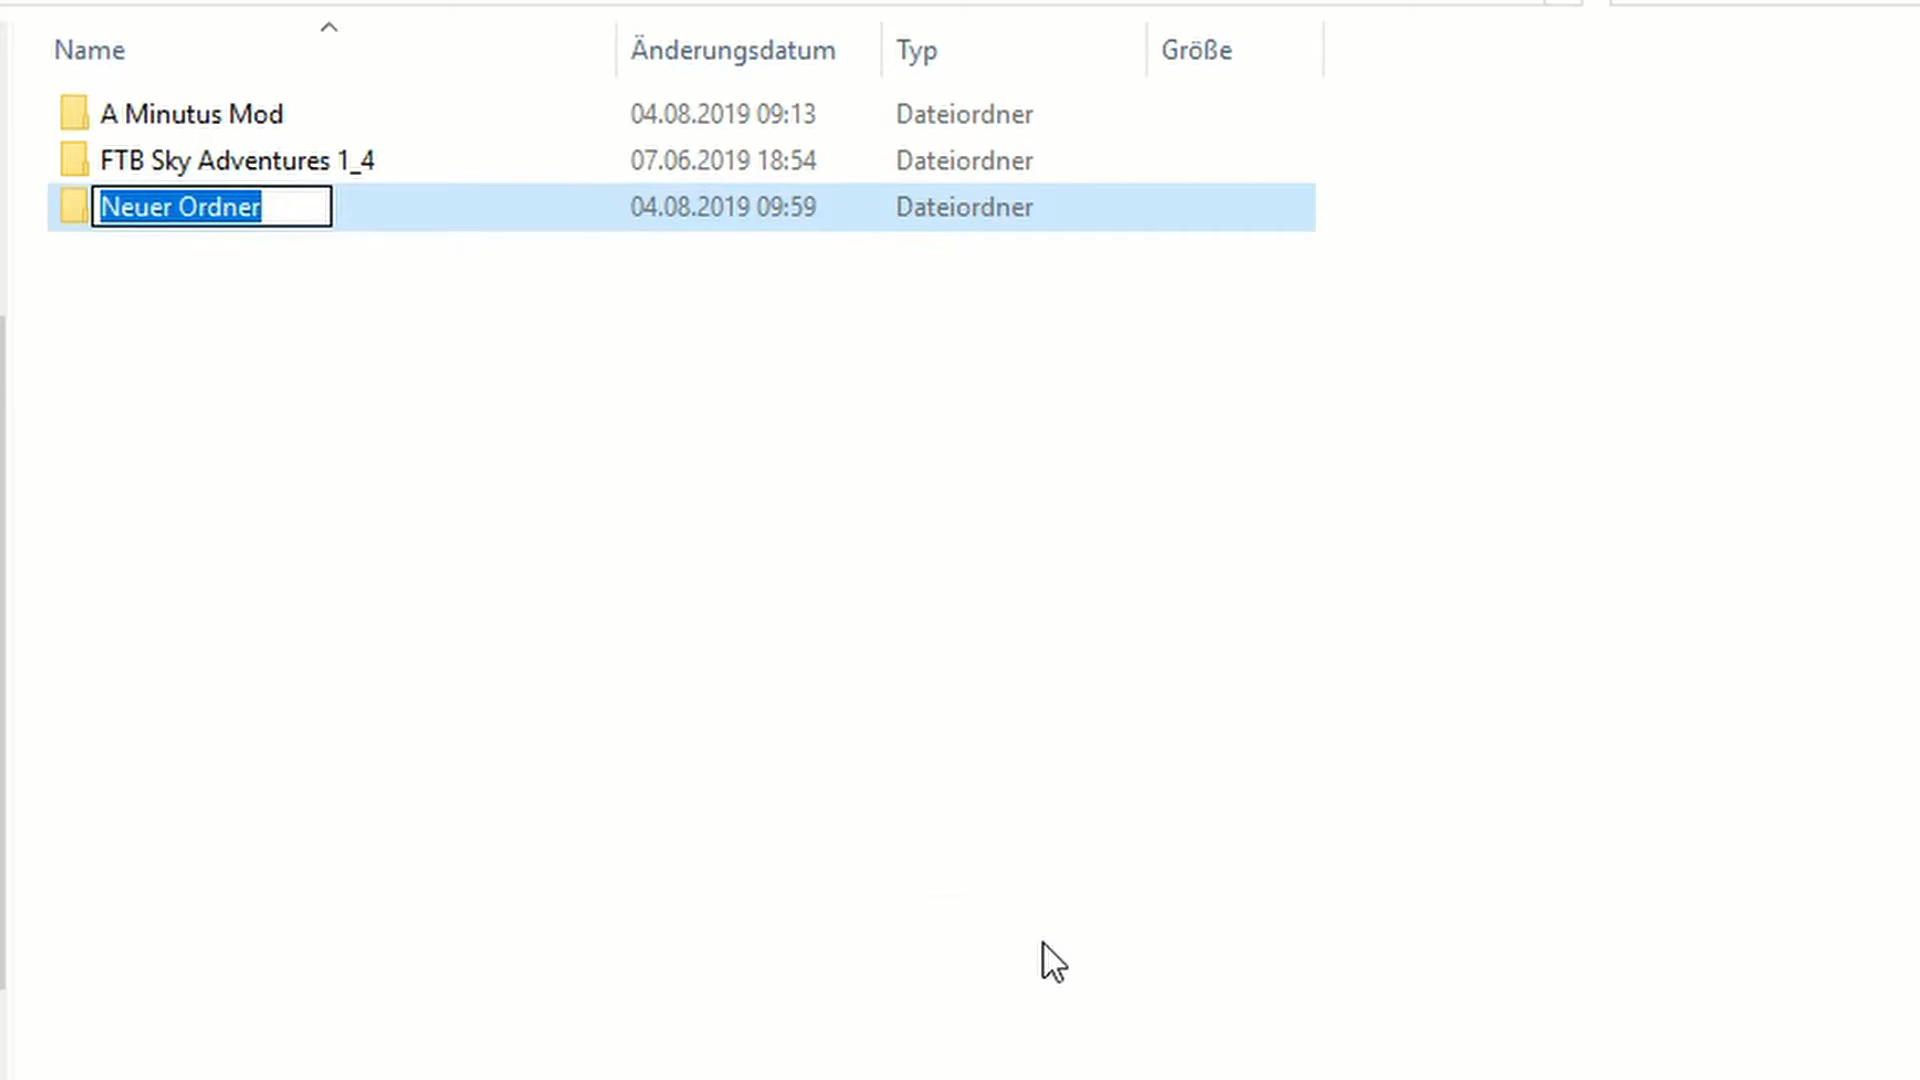 Name Änderungsdatum Typ Größe
A Minutus Mod 04.08.2019 09:13 Dateiordner
FTB Sky Adventures 1_4 07.06.2019 18:54 Dateiordner
Neuer Ordner 04.08.2019 09:59 Dateiordner